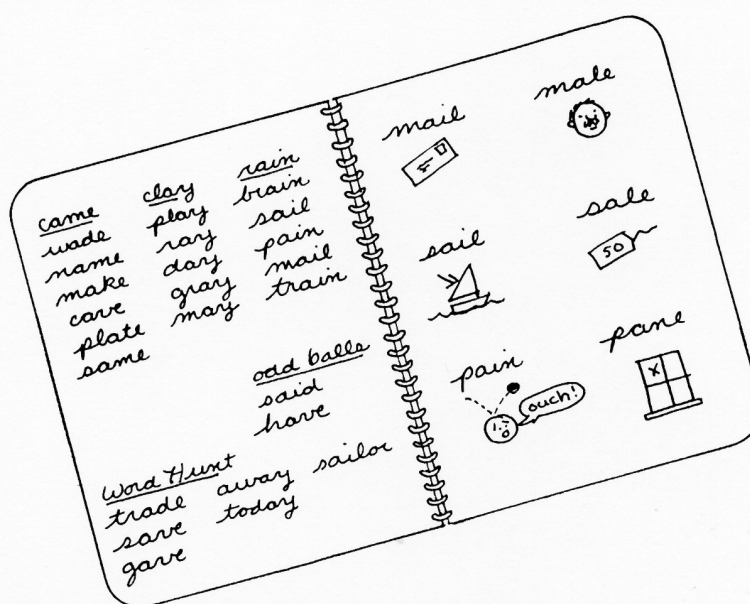 came clay rain
wade play brain
name ray sail
make day pain
cave gray mail
plate may train
same
odd balls
said
have
Word Hunt
trade away sailor
save today
gave
mail male
sail sale
50
pain pane
ouch!
x